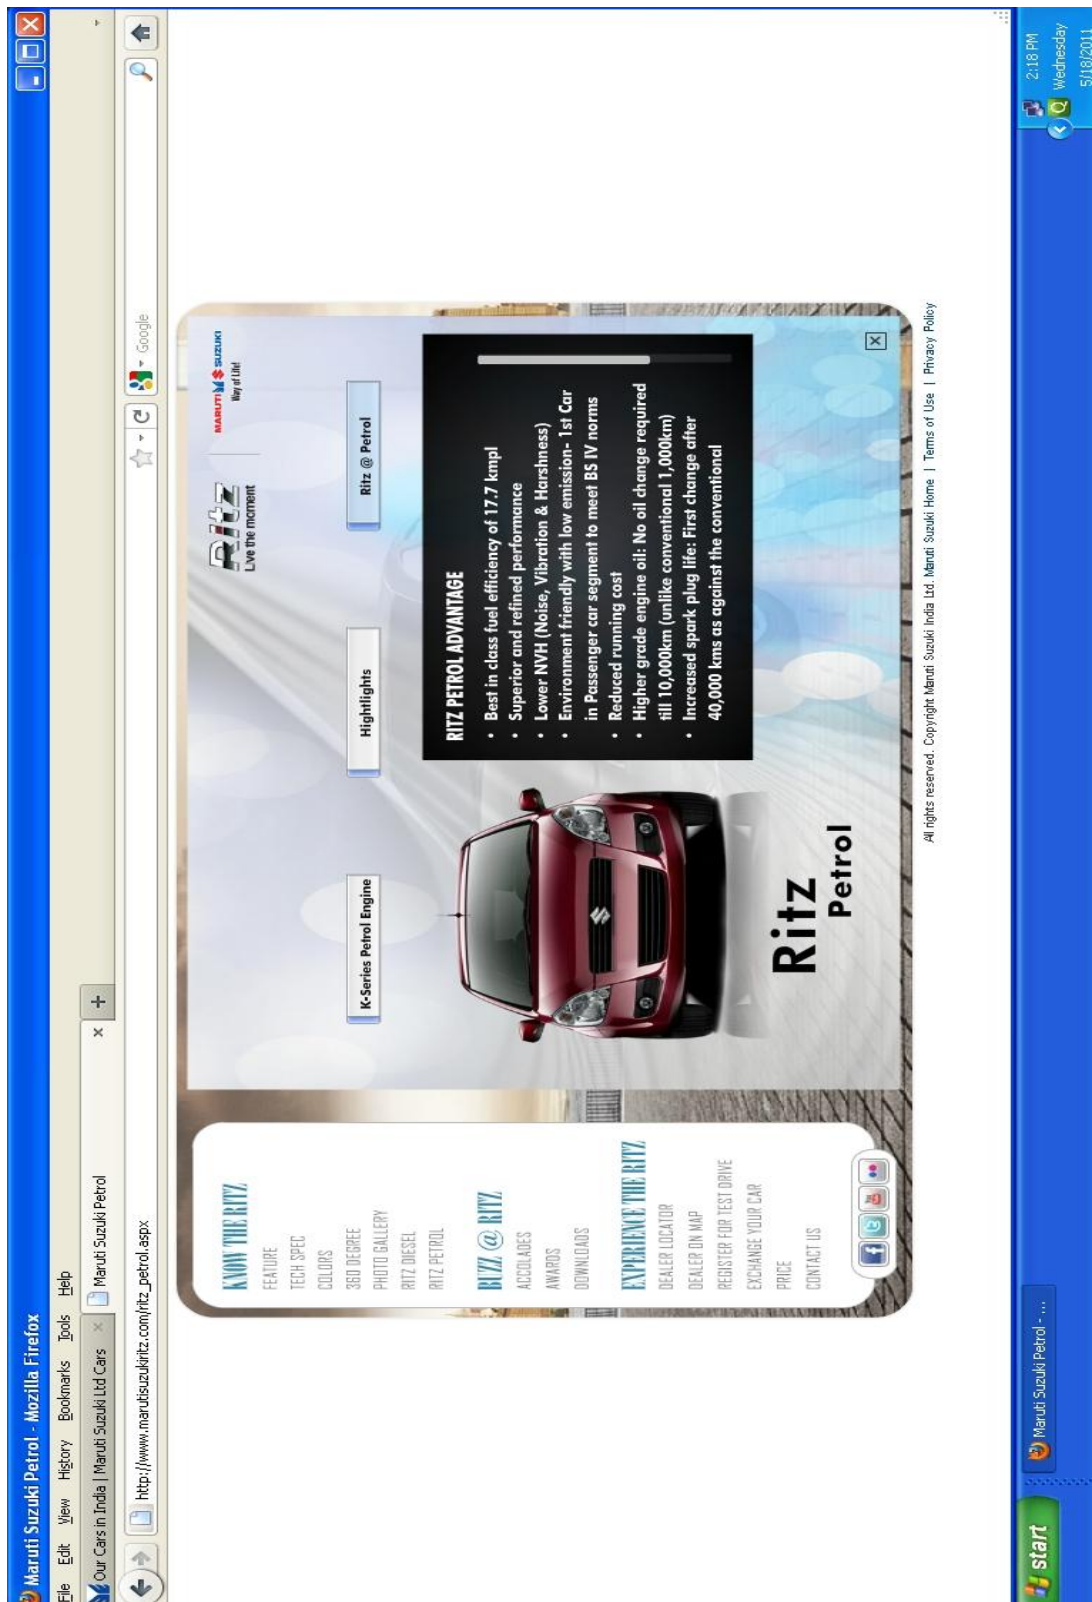 Maruti Suzuki Petrol - Mozilla Firefox
File Edit View History Bookmarks Tools Help
Our Cars in India | Maruti Suzuki Ltd Cars
Maruti Suzuki Petrol
http://www.marutisuzukiritz.com/ritz_petrol.aspx
Google
KNOW THE RITZ
FEATURE
TECH SPEC
COLORS
360 DEGREE
PHOTO GALLERY
RITZ DIESEL
RITZ PETROL
BUZZ @ RITZ
ACCOLADES
AWARDS
DOWNLOADS
EXPERIENCE THE RITZ
DEALER LOCATOR
DEALER ON MAP
REGISTER FOR TEST DRIVE
EXCHANGE YOUR CAR
PRICE
CONTACT US
Ritz
Live the moment
MARUTI SUZUKI
Way of Life!
K-Series Petrol Engine
Hightlights
Ritz @ Petrol
RITZ PETROL ADVANTAGE
• Best in class fuel efficiency of 17.7 kmpl
• Superior and refined performance
• Lower NVH (Noise, Vibration & Harshness)
• Environment friendly with low emission- 1st Car
in Passenger car segment to meet BS IV norms
• Reduced running cost
• Higher grade engine oil: No oil change required
till 10,000km (unlike conventional 1,000km)
• Increased spark plug life: First change after
40,000 kms as against the conventional
Ritz
Petrol
All rights reserved. Copyright Maruti Suzuki India Ltd. Maruti Suzuki Home | Terms of Use | Privacy Policy
start
Maruti Suzuki Petrol - ...
2:18 PM
Wednesday
5/18/2011